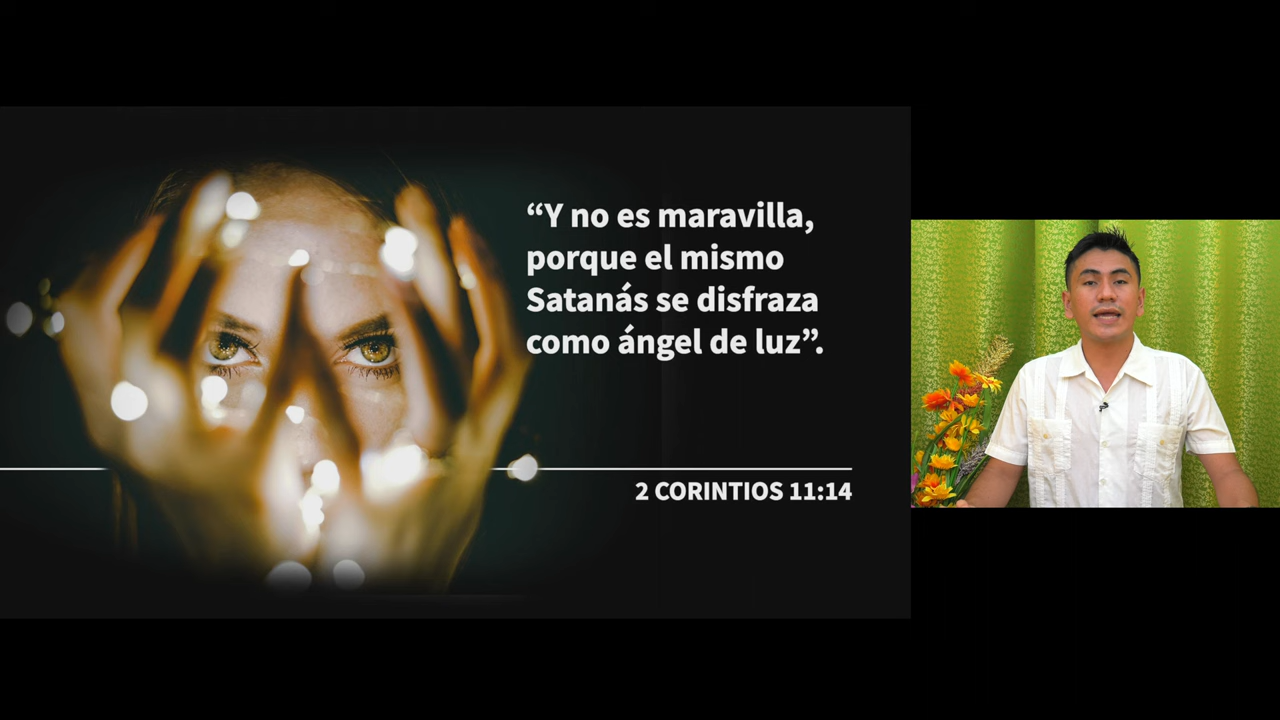 “Y no es maravilla,
porque el mismo
Satanás se disfraza
como ángel de luz”.
2 CORINTIOS 11:14